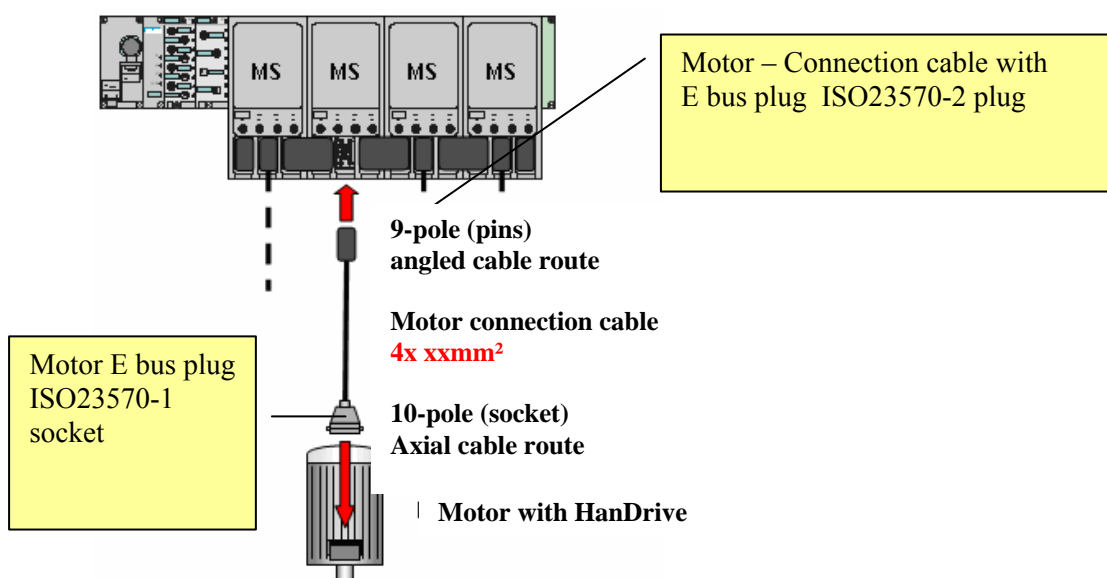 MS MS MS MS
Motor – Connection cable with
E bus plug  ISO23570-2 plug
9-pole (pins)
angled cable route
Motor connection cable
4x xxmm²
Motor E bus plug
ISO23570-1
socket
10-pole (socket)
Axial cable route
Motor with HanDrive